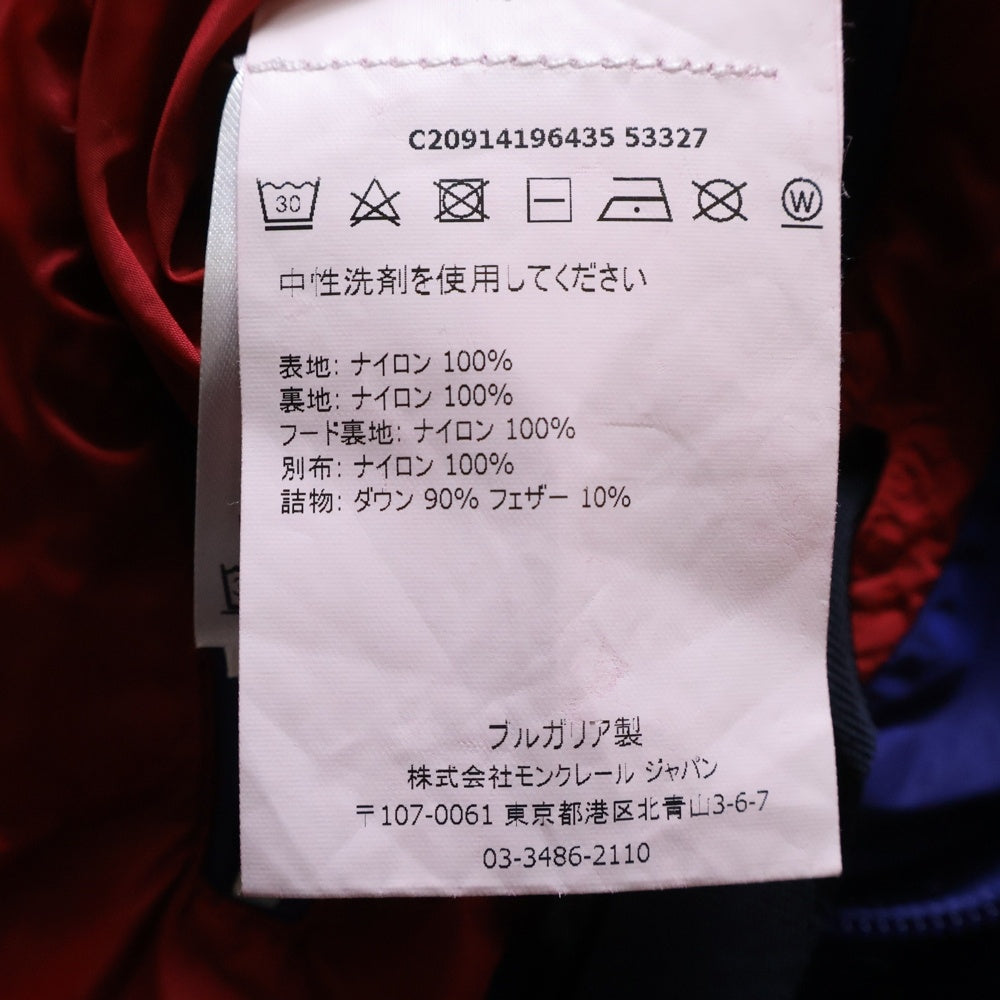 C20914196435 53327
30 W
中性洗剤を使用してください
表地: ナイロン 100%
裏地: ナイロン 100%
フード裏地: ナイロン 100%
別布: ナイロン 100%
詰物: ダウン 90% フェザー 10%
ブルガリア製
株式会社モンクレール ジャパン
〒107-0061 東京都港区北青山3-6-7
03-3486-2110